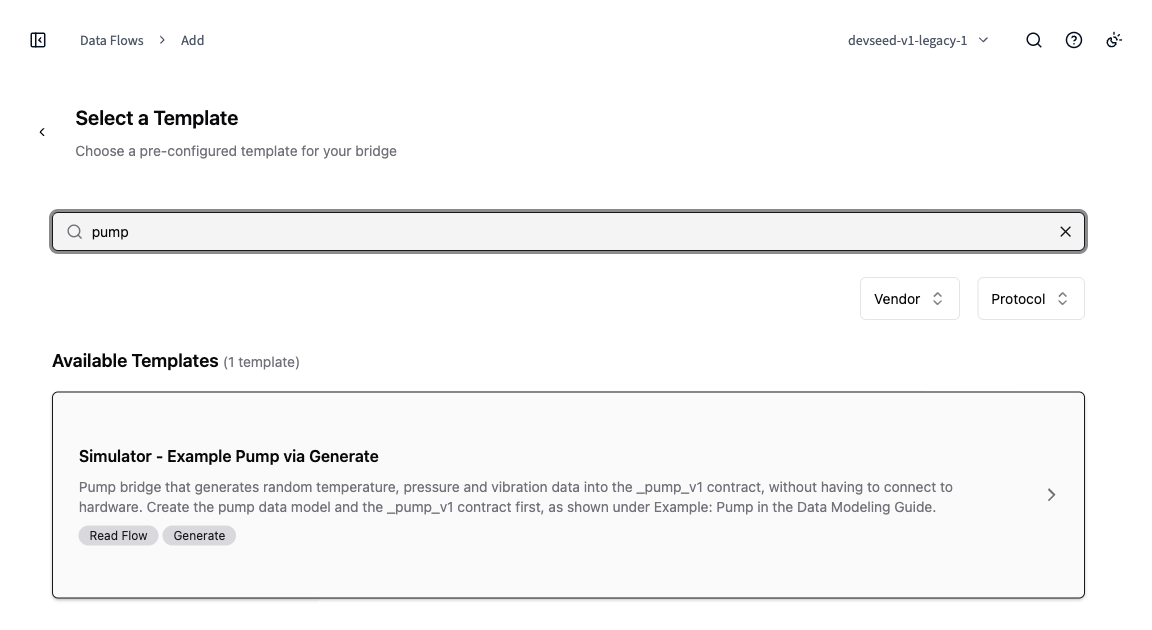 Data Flows
Add
devseed-v1-legacy-1
Select a Template
Choose a pre-configured template for your bridge
pump
Vendor
Protocol
Available Templates (1 template)
Simulator - Example Pump via Generate
Pump bridge that generates random temperature, pressure and vibration data into the _pump_v1 contract, without having to connect to
hardware. Create the pump data model and the _pump_v1 contract first, as shown under Example: Pump in the Data Modeling Guide.
Read Flow
Generate